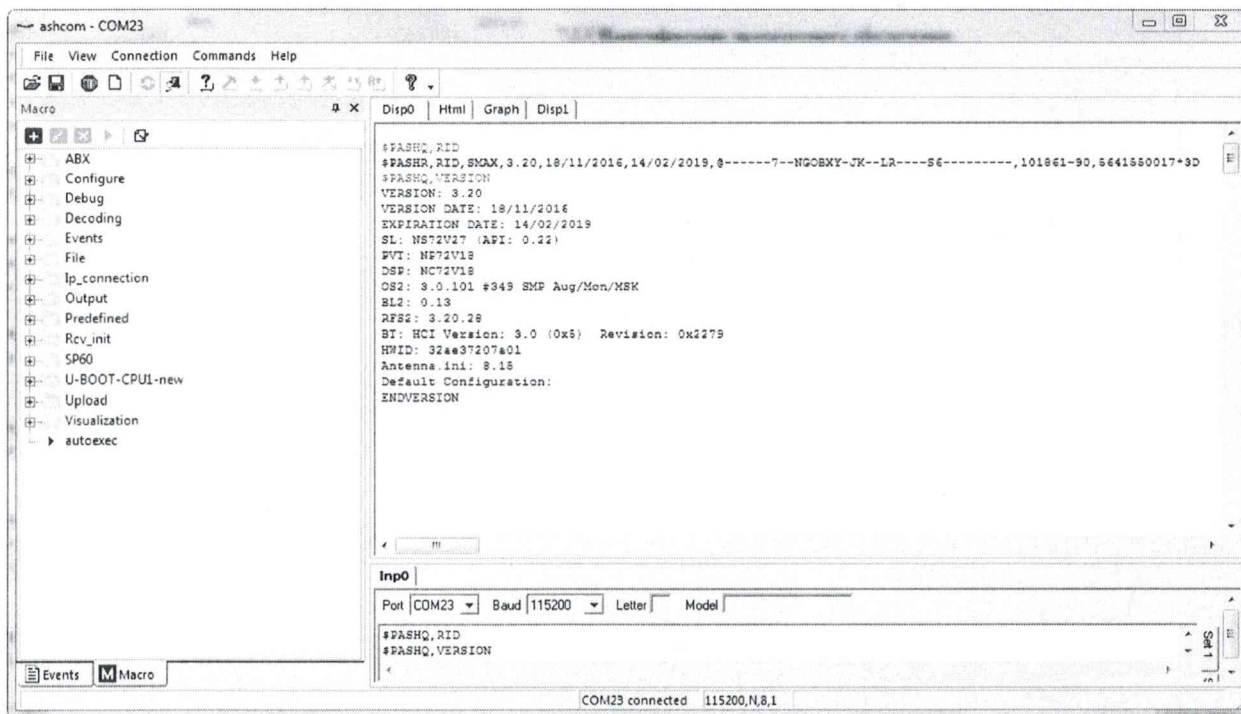 ashcom - COM23
File View Connection Commands Help
Macro
ABX
Configure
Debug
Decoding
Events
File
Ip_connection
Output
Predefined
Rcv_init
SP60
U-BOOT-CPU1-new
Upload
Visualization
autoexec
Events Macro
Disp0 Html Graph Disp1
$PASHQ,RID
$PASHR,RID,SMAX,3.20,18/11/2016,14/02/2019,@------7--NGOBXY-JK--LR----S6---------,101861-90,5641550017*3D
$PASHQ,VERSION
VERSION: 3.20
VERSION DATE: 18/11/2016
EXPIRATION DATE: 14/02/2019
SL: NS72V27 (API: 0.22)
PVT: NP72V18
DSP: NC72V18
OS2: 3.0.101 #349 SMP Aug/Mon/MSK
BL2: 0.13
RFS2: 3.20.28
BT: HCI Version: 3.0 (0x5) Revision: 0x2279
HWID: 32ae37207a01
Antenna.ini: 8.15
Default Configuration:
ENDVERSION
Inp0
Port COM23 Baud 115200 Letter Model
$PASHQ,RID
$PASHQ,VERSION
Set 1
COM23 connected 115200,N,8,1